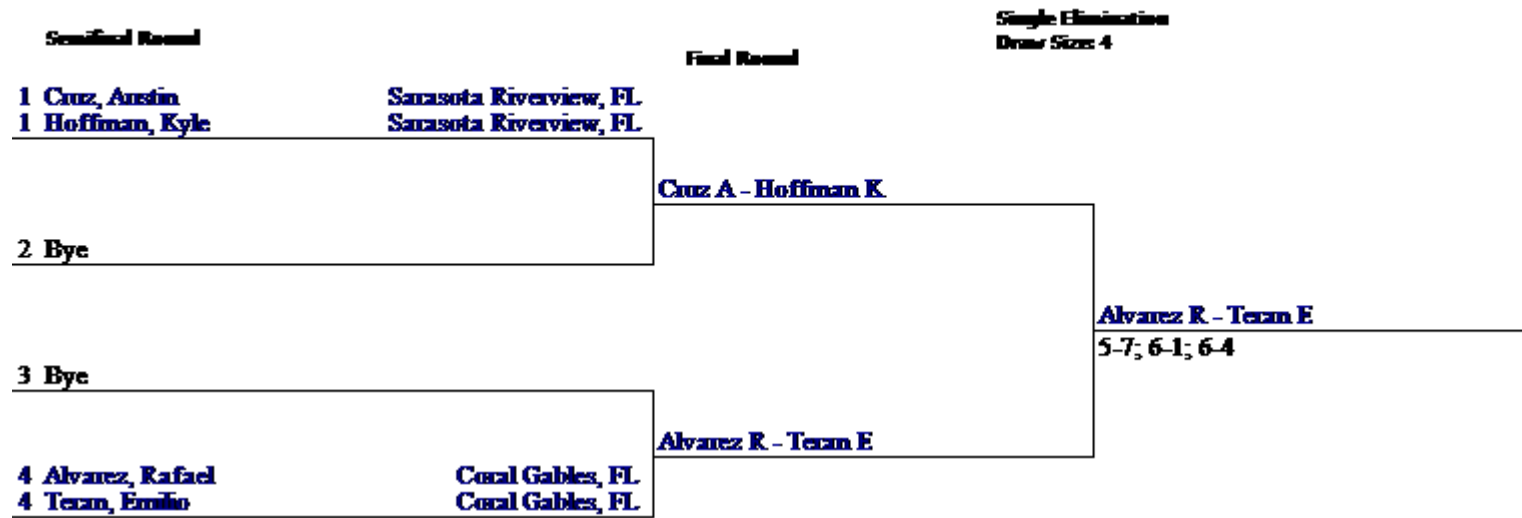 Single Elimination
Semifinal Round
Draw Size: 4
Final Round
1 Cruz, Austin Sarasota Riverview, FL
1 Hoffman, Kyle Sarasota Riverview, FL
Cruz A - Hoffman K
2 Bye
Alvarez R - Teran E
5-7; 6-1; 6-4
3 Bye
Alvarez R - Teran E
4 Alvarez, Rafael Coral Gables, FL
4 Teran, Emilio Coral Gables, FL